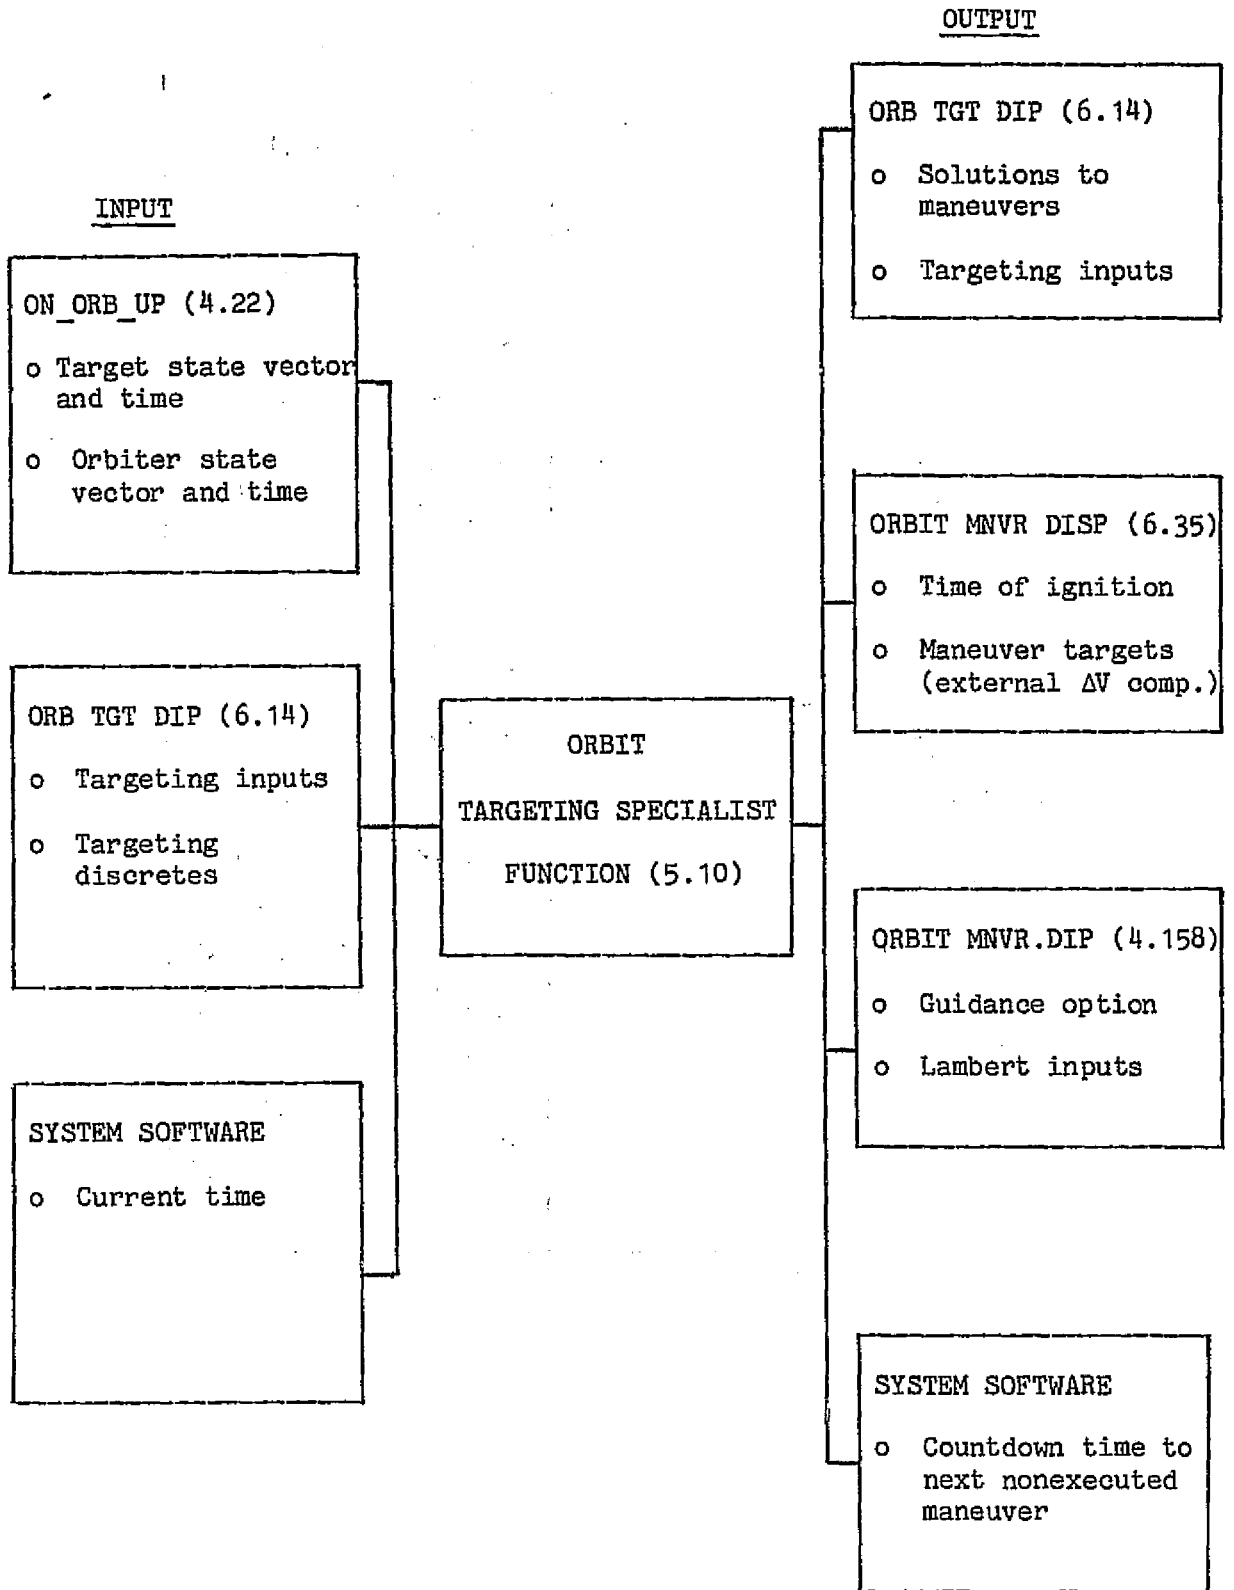 INPUT
ON_ORB_UP (4.22)
o Target state vector
and time
o Orbiter state
vector and time
ORB TGT DIP (6.14)
o Targeting inputs
o Targeting
discretes
SYSTEM SOFTWARE
o Current time
ORBIT
TARGETING SPECIALIST
FUNCTION (5.10)
OUTPUT
ORB TGT DIP (6.14)
o Solutions to
maneuvers
o Targeting inputs
ORBIT MNVR DISP (6.35)
o Time of ignition
o Maneuver targets
(external ΔV comp.)
ORBIT MNVR.DIP (4.158)
o Guidance option
o Lambert inputs
SYSTEM SOFTWARE
o Countdown time to
next nonexecuted
maneuver